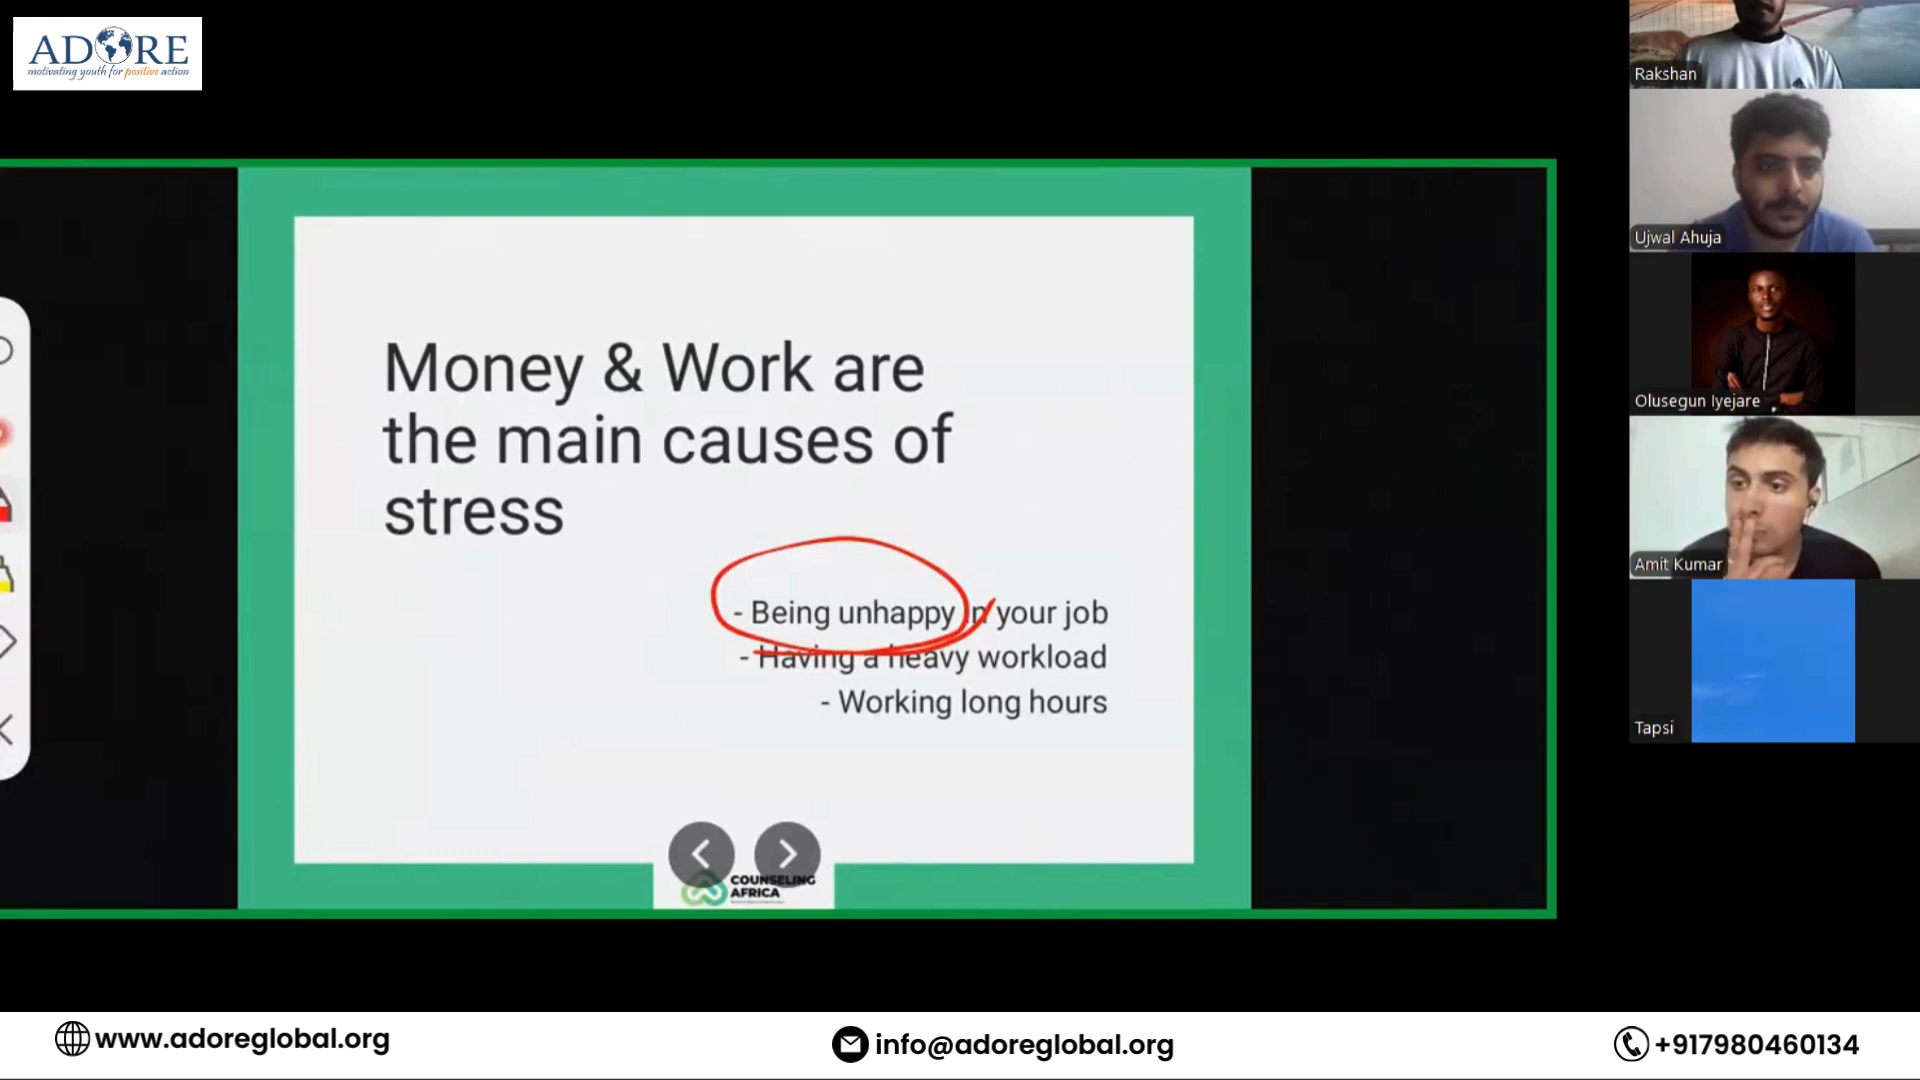 ADORE
motivating youth for positive action
Rakshan
Ujwal Ahuja
Olusegun Iyejare
Amit Kumar
Tapsi
Money & Work are
the main causes of
stress
- Being unhappy in your job
- Having a heavy workload
- Working long hours
COUNSELING
AFRICA
www.adoreglobal.org
info@adoreglobal.org
+917980460134